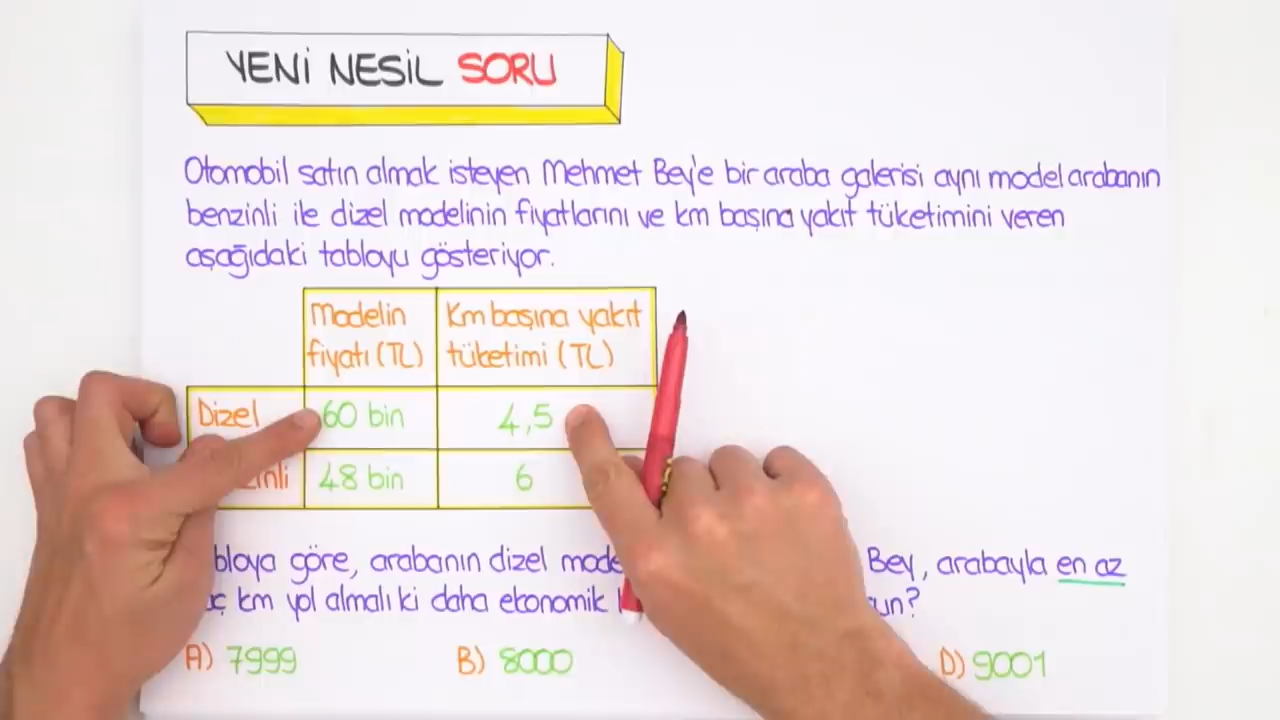 YENİ NESİL SORU
Otomobil satın almak isteyen Mehmet Bey'e bir araba galerisi aynı model arabanın
benzinli ile dizel modelinin fiyatlarını ve km başına yakıt tüketimini veren
aşağıdaki tabloyu gösteriyor.
Modelin fiyatı (TL) Km başına yakıt tüketimi (TL)
Dizel 60 bin 4,5
48 bin 6
göre, arabanın dizel Bey, arabayla en az
km yol almalı ki daha ekonomik
A) 7999 B) 8000 D) 9001